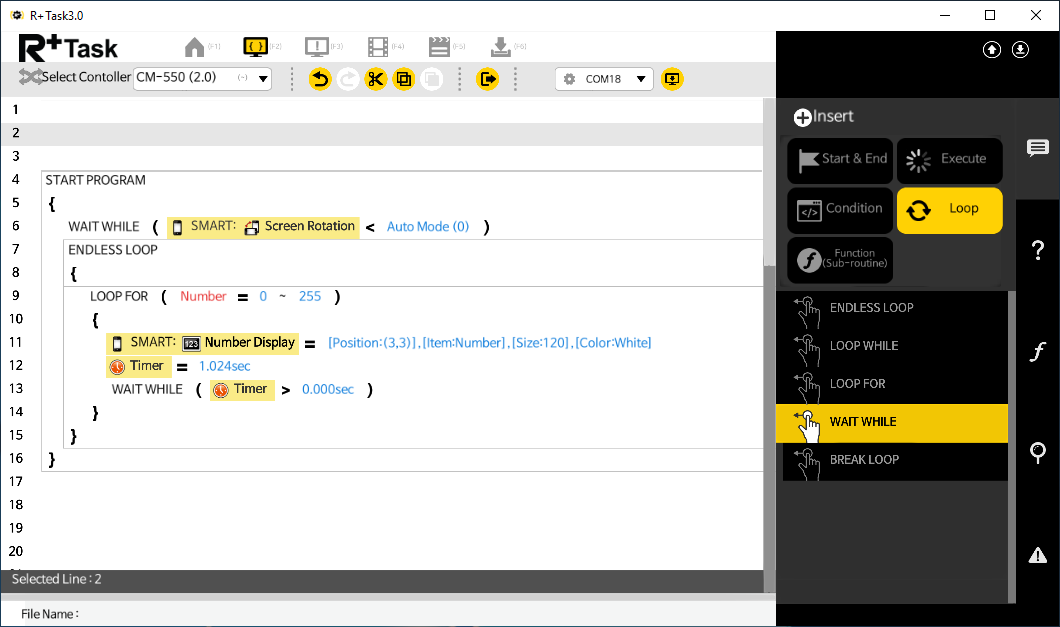 R+ Task3.0
R+ Task (F1) (F2) (F3) (F4) (F5) (F6)
Select Contoller CM-550 (2.0) (-) COM18
1
2
3
4 START PROGRAM
5 {
6 WAIT WHILE ( SMART: Screen Rotation < Auto Mode (0) )
7 ENDLESS LOOP
8 {
9 LOOP FOR ( Number = 0 ~ 255 )
10 {
11 SMART: 123 Number Display = [Position:(3,3)],[Item:Number],[Size:120],[Color:White]
12 Timer = 1.024sec
13 WAIT WHILE ( Timer > 0.000sec )
14 }
15 }
16 }
17
18
19
20
Selected Line : 2
File Name :
Insert
Start & End
Execute
Condition
Loop
Function
(Sub-routine)
ENDLESS LOOP
LOOP WHILE
LOOP FOR
WAIT WHILE
BREAK LOOP